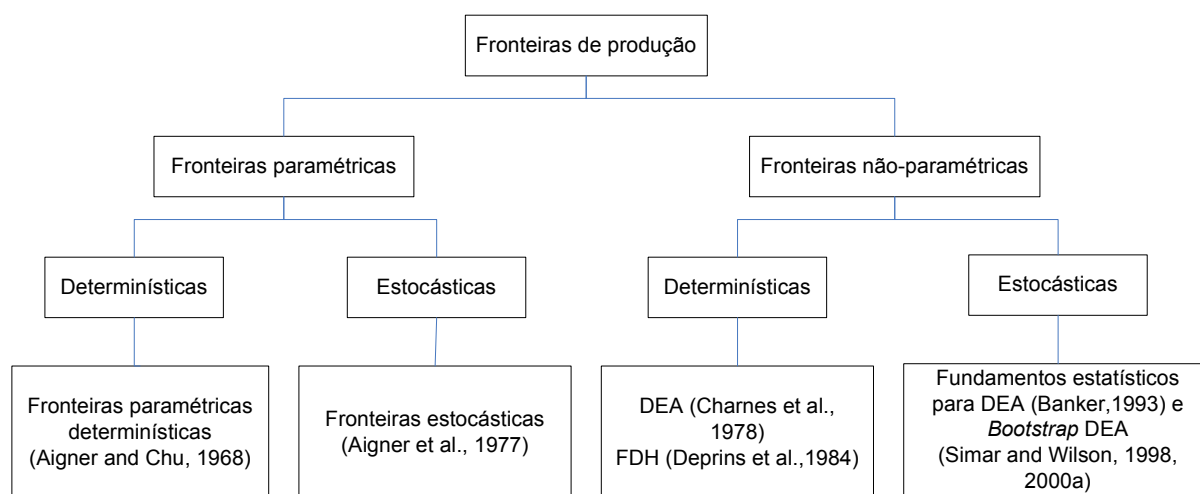 Fronteiras de produção
Fronteiras paramétricas
Fronteiras não-paramétricas
Determinísticas
Estocásticas
Determinísticas
Estocásticas
Fronteiras paramétricas
determinísticas
(Aigner and Chu, 1968)
Fronteiras estocásticas
(Aigner et al., 1977)
DEA (Charnes et al.,
1978)
FDH (Deprins et al.,1984)
Fundamentos estatísticos
para DEA (Banker,1993) e
Bootstrap DEA
(Simar and Wilson, 1998,
2000a)